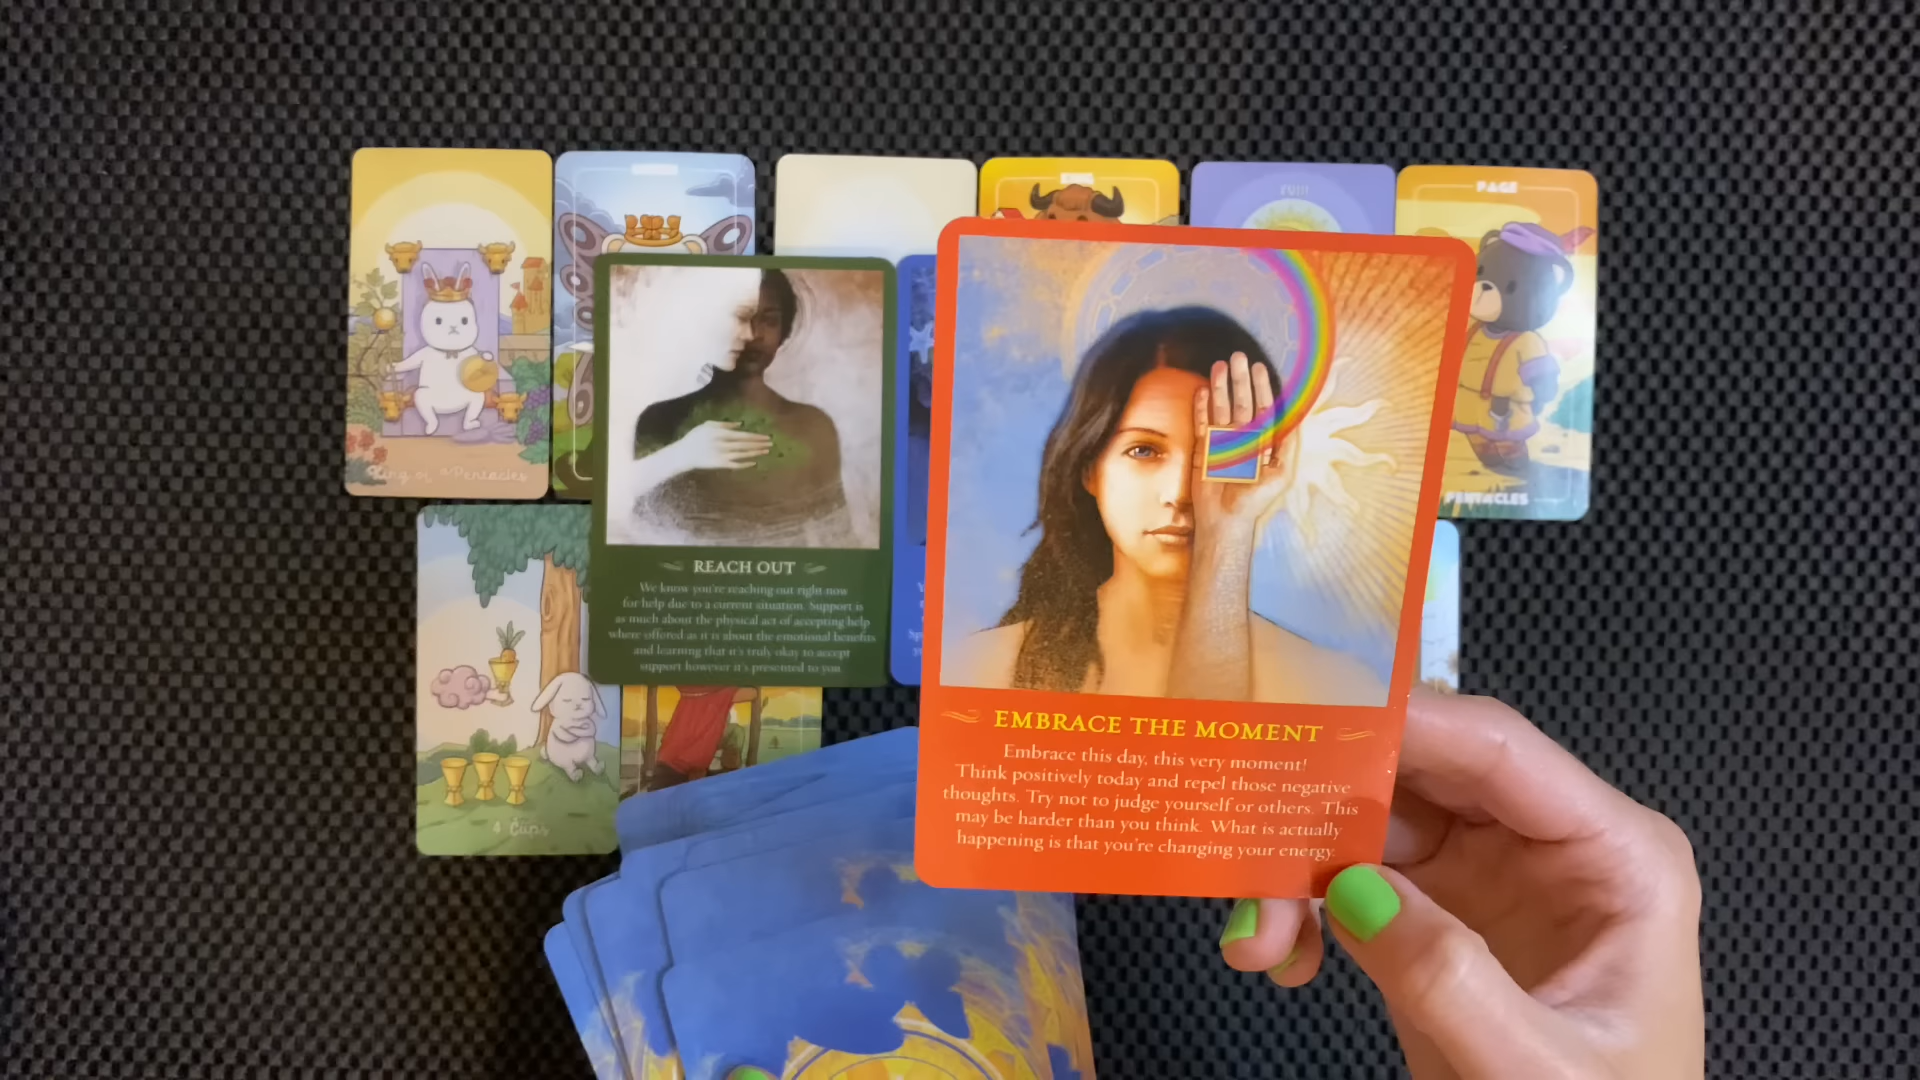 KING
FOUR
PAGE
King of Pentacles
PENTACLES
REACH OUT
We know you're reaching out right now
for help due to a current situation. Support is
as much about the physical act of accepting help
where offered as it is about the emotional benefits
and learning that it's truly okay to accept
support however it's presented to you.
EMBRACE THE MOMENT
Embrace this day, this very moment!
Think positively today and repel those negative
thoughts. Try not to judge yourself or others. This
may be harder than you think. What is actually
happening is that you're changing your energy.
4 Cups